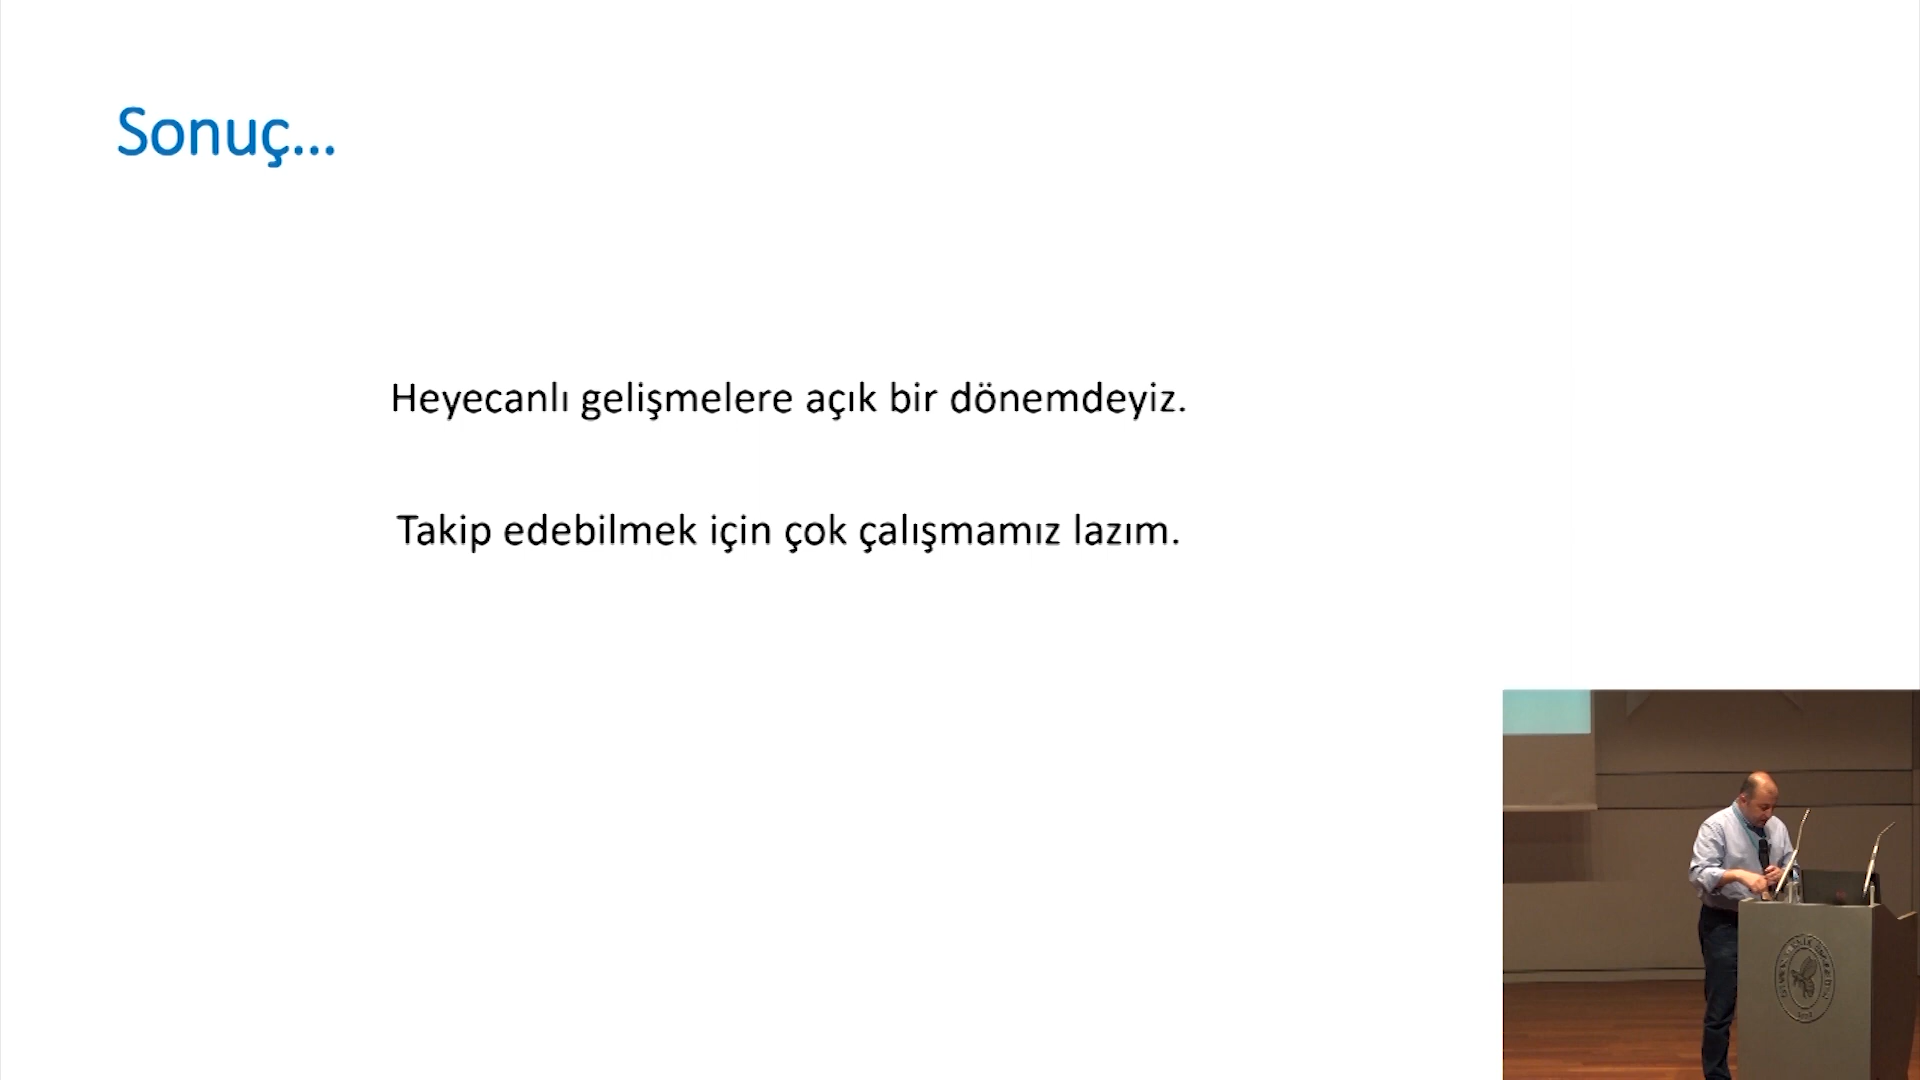 Sonuç...
Heyecanlı gelişmelere açık bir dönemdeyiz.
Takip edebilmek için çok çalışmamız lazım.